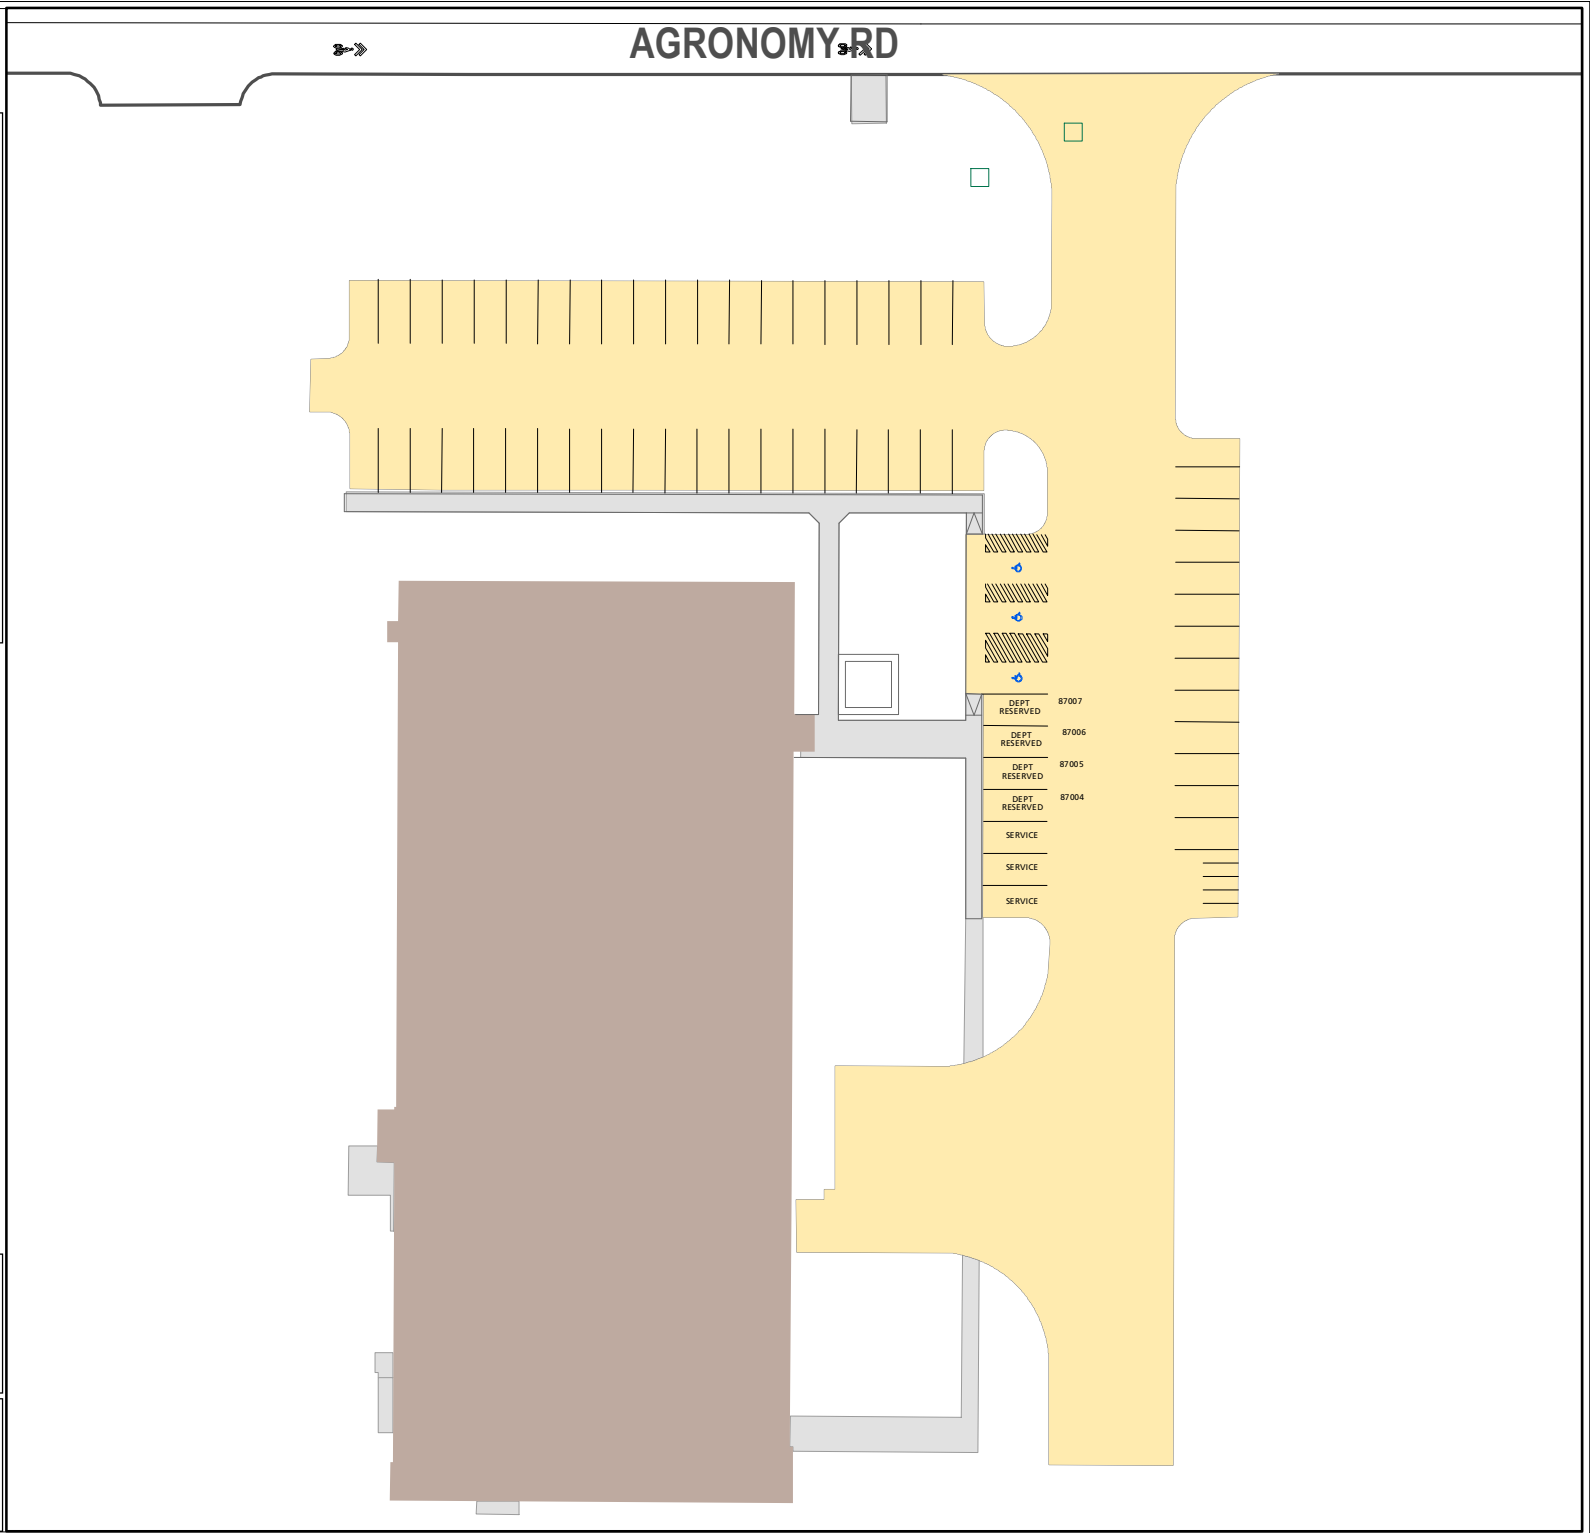 AGRONOMY RD
DEPT
RESERVED
87007
DEPT
RESERVED
87006
DEPT
RESERVED
87005
DEPT
RESERVED
87004
SERVICE
SERVICE
SERVICE